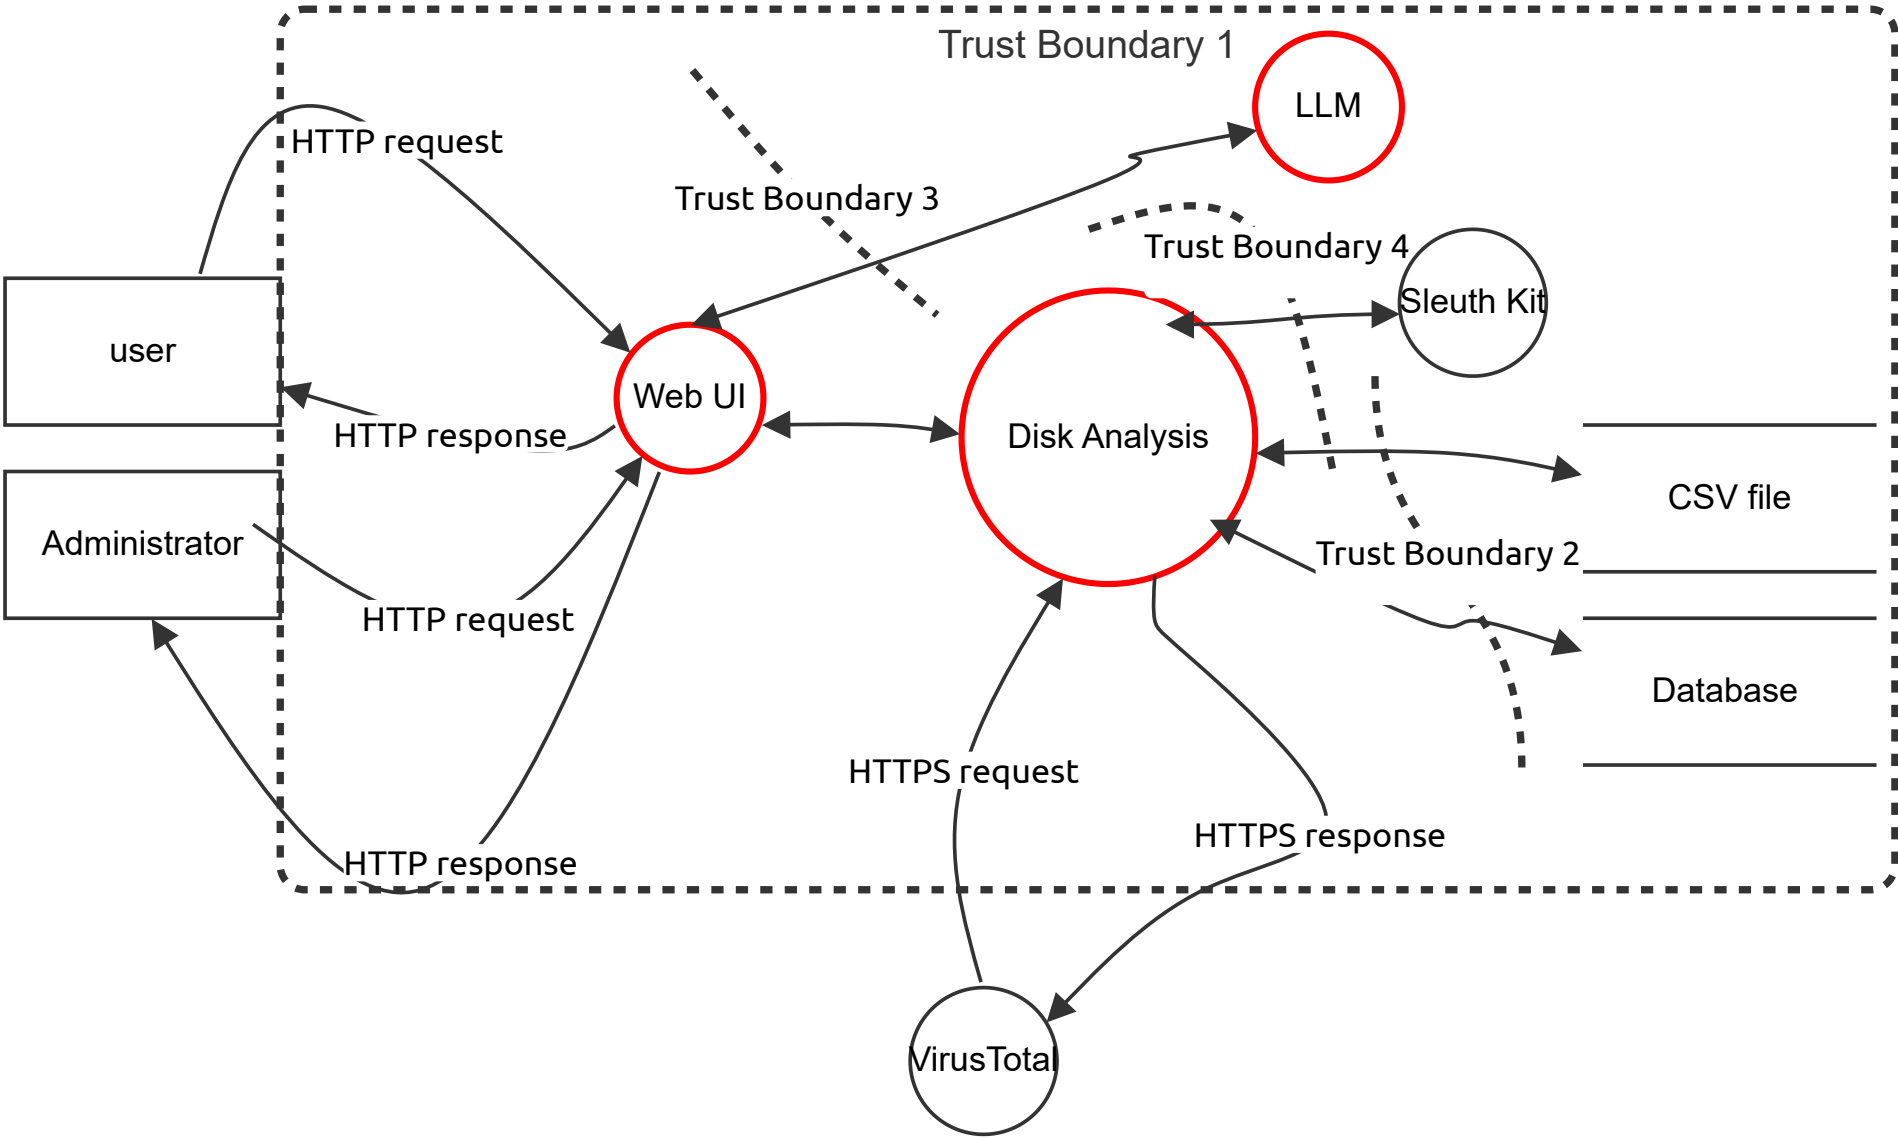 Trust Boundary 1
LLM
HTTP request
Trust Boundary 3
Trust Boundary 4
Sleuth Kit
user
Web UI
HTTP response
Disk Analysis
CSV file
Administrator
Trust Boundary 2
HTTP request
Database
HTTPS request
HTTPS response
HTTP response
VirusTotal